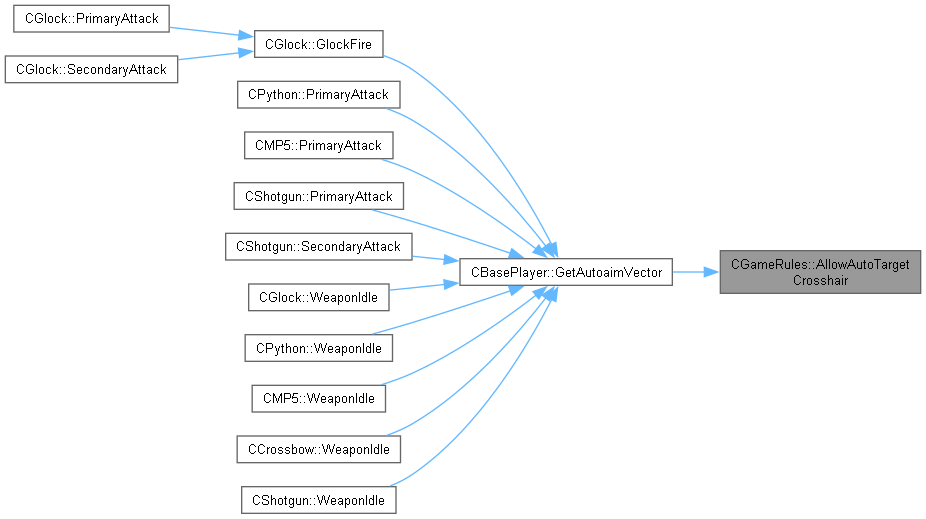 CGlock::PrimaryAttack
CGlock::SecondaryAttack
CGlock::GlockFire
CPython::PrimaryAttack
CMP5::PrimaryAttack
CShotgun::PrimaryAttack
CShotgun::SecondaryAttack
CGlock::WeaponIdle
CPython::WeaponIdle
CMP5::WeaponIdle
CCrossbow::WeaponIdle
CShotgun::WeaponIdle
CBasePlayer::GetAutoaimVector
CGameRules::AllowAutoTarget
Crosshair